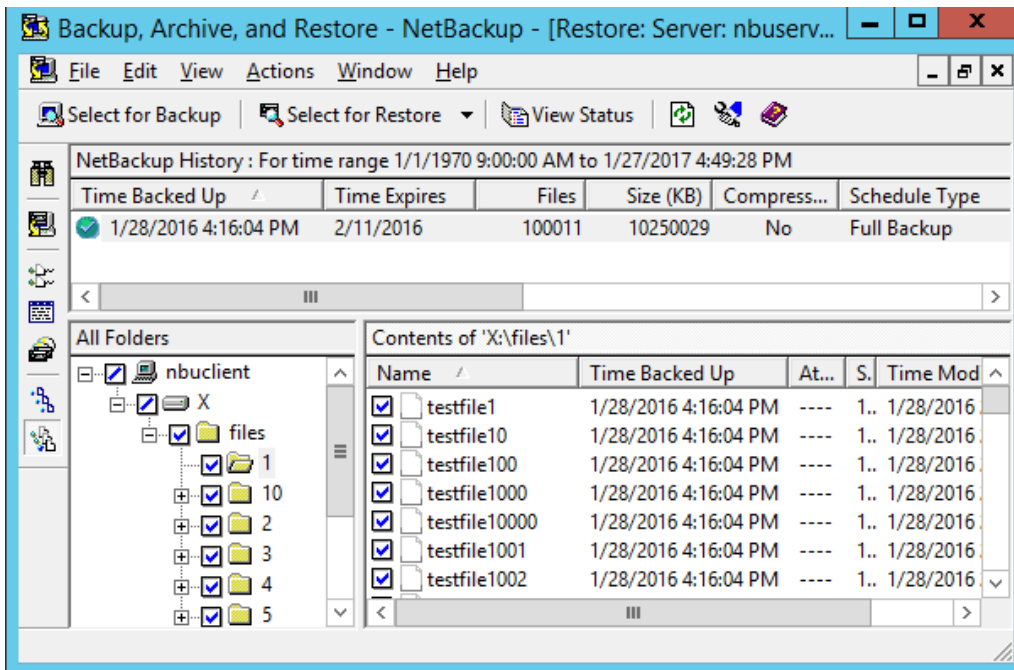 Backup, Archive, and Restore - NetBackup - [Restore: Server: nbuserv...
File Edit View Actions Window Help
Select for Backup Select for Restore View Status
NetBackup History : For time range 1/1/1970 9:00:00 AM to 1/27/2017 4:49:28 PM
Time Backed Up Time Expires Files Size (KB) Compress... Schedule Type
1/28/2016 4:16:04 PM 2/11/2016 100011 10250029 No Full Backup
All Folders Contents of 'X:\files\1'
nbuclient Name Time Backed Up At... S. Time Mod
X testfile1 1/28/2016 4:16:04 PM ---- 1.. 1/28/2016
files testfile10 1/28/2016 4:16:04 PM ---- 1.. 1/28/2016
1 testfile100 1/28/2016 4:16:04 PM ---- 1.. 1/28/2016
10 testfile1000 1/28/2016 4:16:04 PM ---- 1.. 1/28/2016
2 testfile10000 1/28/2016 4:16:04 PM ---- 1.. 1/28/2016
3 testfile1001 1/28/2016 4:16:04 PM ---- 1.. 1/28/2016
4 testfile1002 1/28/2016 4:16:04 PM ---- 1.. 1/28/2016
5